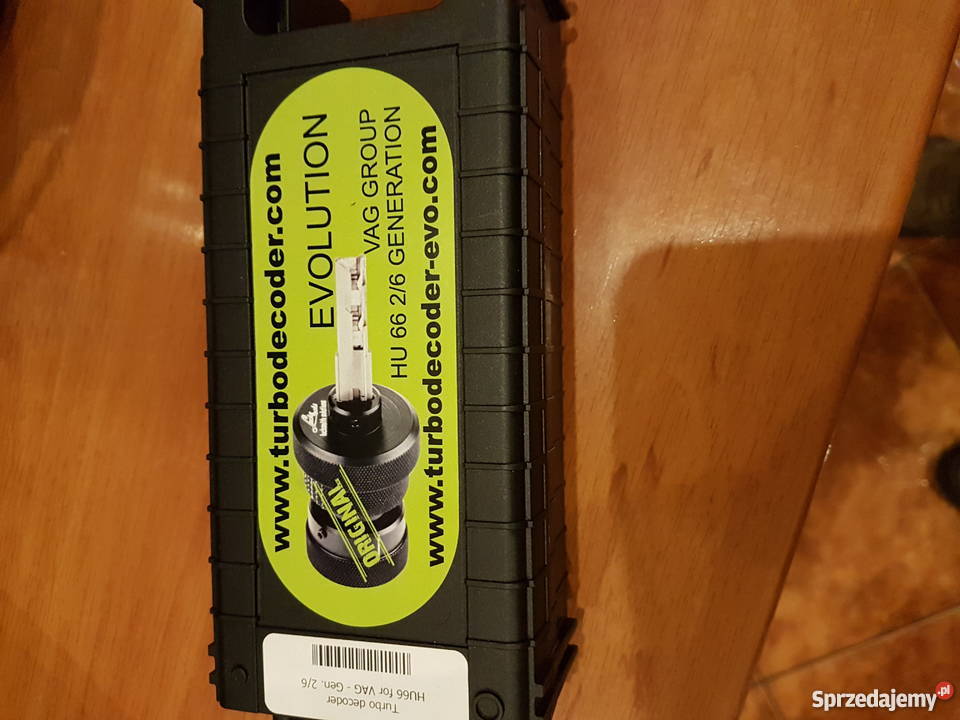 www.turbodecoder.com
EVOLUTION
VAG GROUP
HU 66 2/6 GENERATION
www.turbodecoder-evo.com
ORIGINAL
Turbo decoder
HU66 for VAG - Gen. 2/6
Sprzedajemy.pl